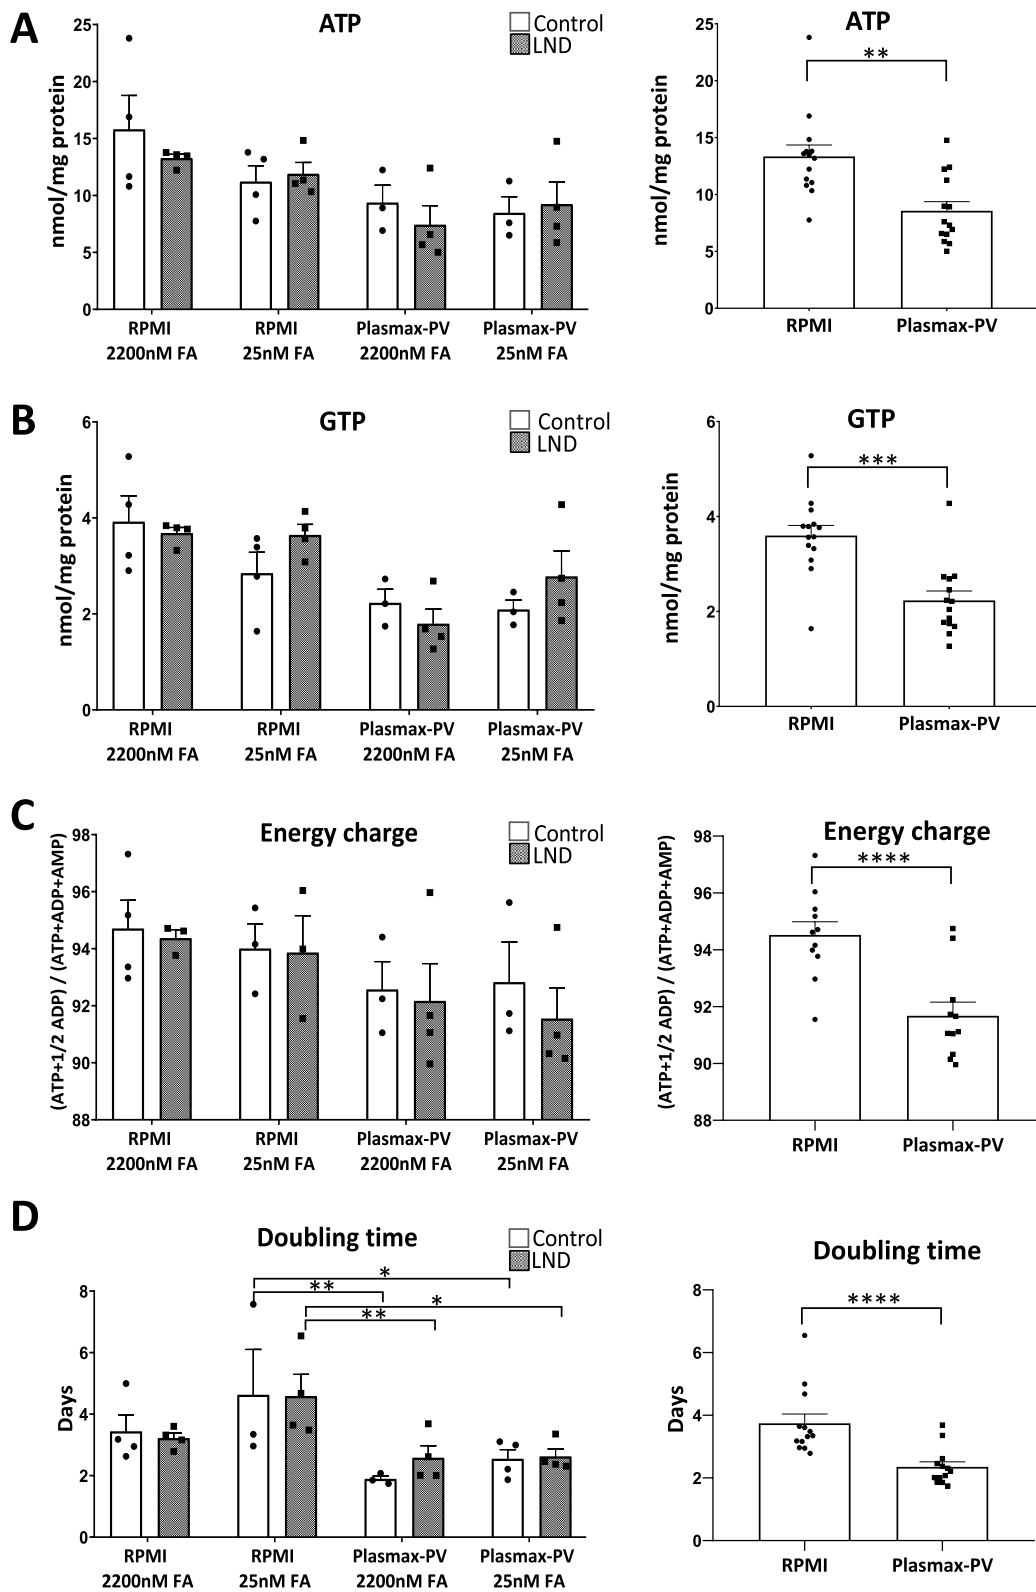 A
ATP
Control
LND
nmol/mg protein
25
20
15
10
5
0
RPMI
2200nM FA
RPMI
25nM FA
Plasmax-PV
2200nM FA
Plasmax-PV
25nM FA
ATP
**
nmol/mg protein
25
20
15
10
5
0
RPMI
Plasmax-PV
B
GTP
Control
LND
nmol/mg protein
6
4
2
0
RPMI
2200nM FA
RPMI
25nM FA
Plasmax-PV
2200nM FA
Plasmax-PV
25nM FA
GTP
***
nmol/mg protein
6
4
2
0
RPMI
Plasmax-PV
C
Energy charge
Control
LND
(ATP+1/2 ADP) / (ATP+ADP+AMP)
98
96
94
92
90
88
RPMI
2200nM FA
RPMI
25nM FA
Plasmax-PV
2200nM FA
Plasmax-PV
25nM FA
Energy charge
****
(ATP+1/2 ADP) / (ATP+ADP+AMP)
98
96
94
92
90
88
RPMI
Plasmax-PV
D
Doubling time
Control
LND
*
**
*
**
Days
8
6
4
2
0
RPMI
2200nM FA
RPMI
25nM FA
Plasmax-PV
2200nM FA
Plasmax-PV
25nM FA
Doubling time
****
Days
8
6
4
2
0
RPMI
Plasmax-PV